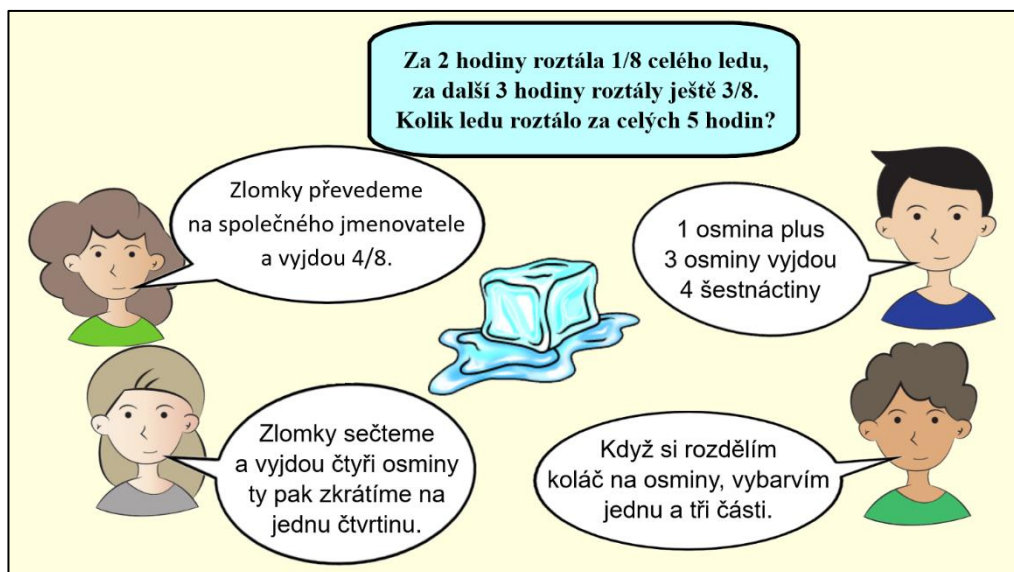 Za 2 hodiny roztála 1/8 celého ledu,
za další 3 hodiny roztály ještě 3/8.
Kolik ledu roztálo za celých 5 hodin?
Zlomky převedeme
na společného jmenovatele
a vyjdou 4/8.
1 osmina plus
3 osminy vyjdou
4 šestnáctiny
Zlomky sečteme
a vyjdou čtyři osminy
ty pak zkrátíme na
jednu čtvrtinu.
Když si rozdělím
koláč na osminy, vybarvím
jednu a tři části.